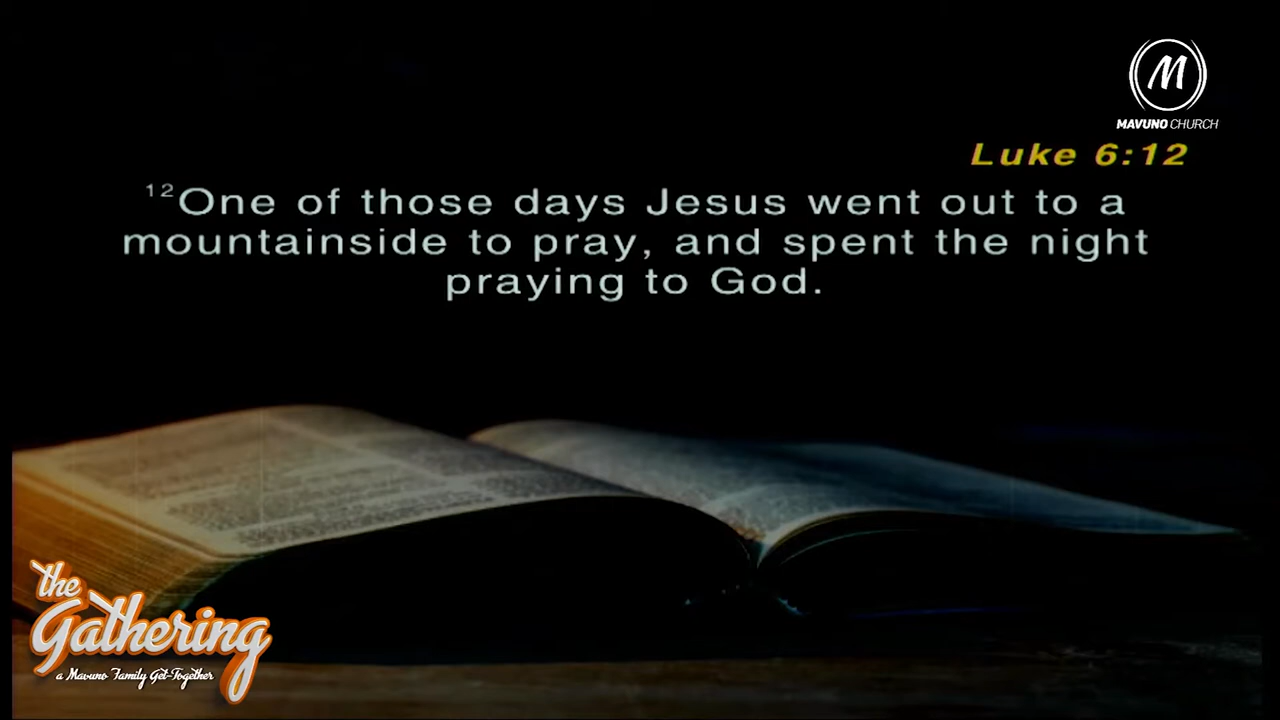 M
MAVUNO CHURCH
Luke 6:12
¹²One of those days Jesus went out to a
mountainside to pray, and spent the night
praying to God.
the
Gathering
a Mavuno Family Get-Together